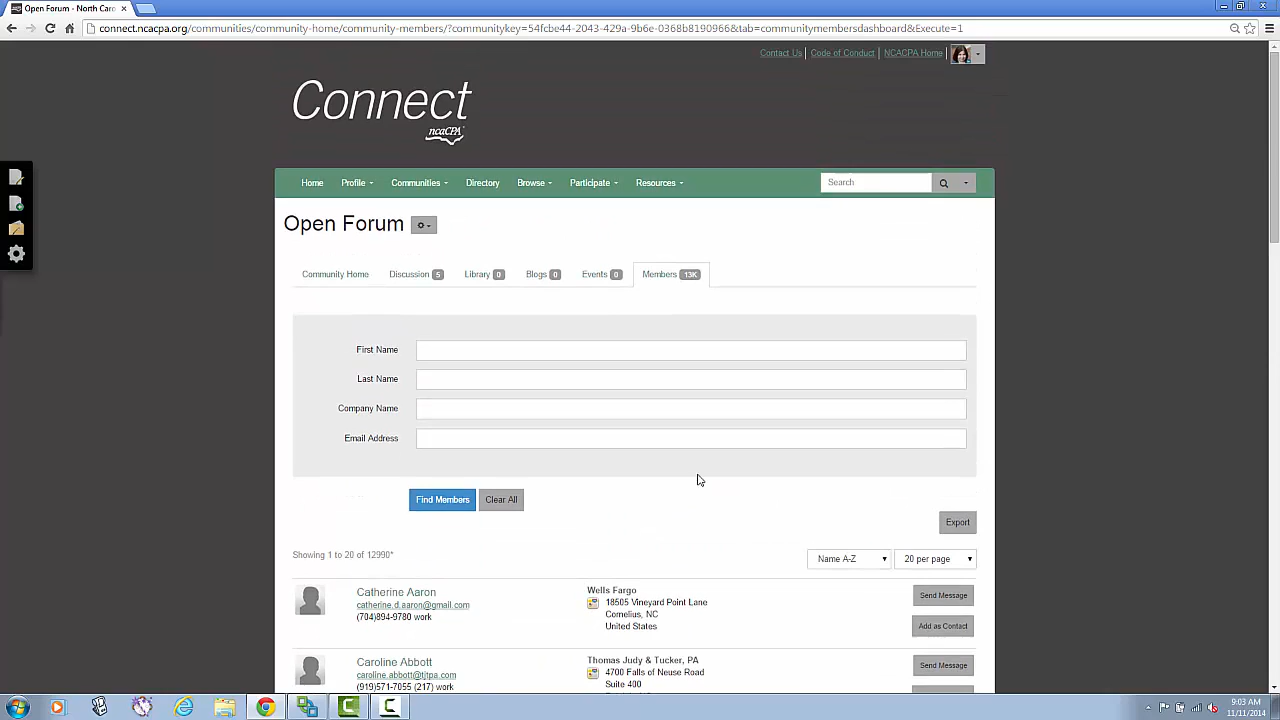 Open Forum - North Caro
connect.ncacpa.org/communities/community-home/community-members/?communitykey=54fcbe44-2043-429a-9b6e-0368b8190966&tab=communitymembersdashboard&Execute=1
Contact Us Code of Conduct NCACPA Home
Connect
ncaCPA
Home Profile Communities Directory Browse Participate Resources Search
Open Forum
Community Home Discussion 5 Library 0 Blogs 0 Events 0 Members 13K
First Name
Last Name
Company Name
Email Address
Find Members Clear All
Export
Showing 1 to 20 of 12990*
Name A-Z 20 per page
Catherine Aaron
catherine.d.aaron@gmail.com
(704)894-9780 work
Wells Fargo
18505 Vineyard Point Lane
Cornelius, NC
United States
Send Message
Add as Contact
Caroline Abbott
caroline.abbott@tjtpa.com
(919)571-7055 (217) work
Thomas Judy & Tucker, PA
4700 Falls of Neuse Road
Suite 400
Send Message
9:03 AM
11/11/2014